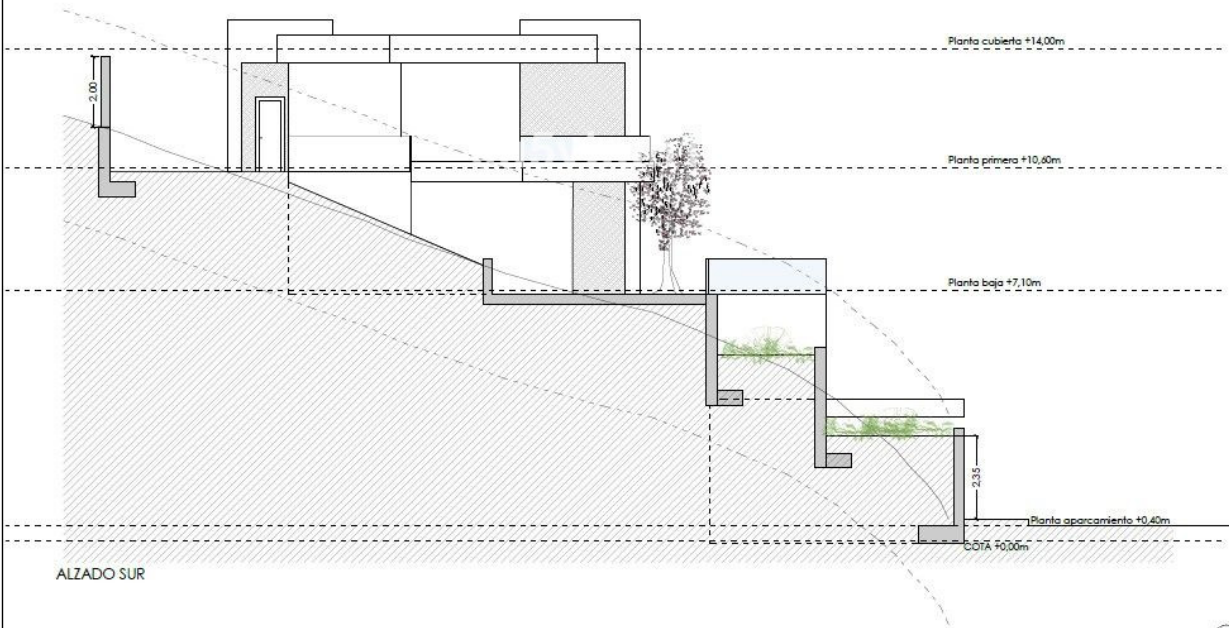 Planta cubierta +14,00m
2.00
Planta primera +10,60m
Planta baja +7,10m
2.35
Planta aparcamiento +0,40m
COTA +0,00m
ALZADO SUR